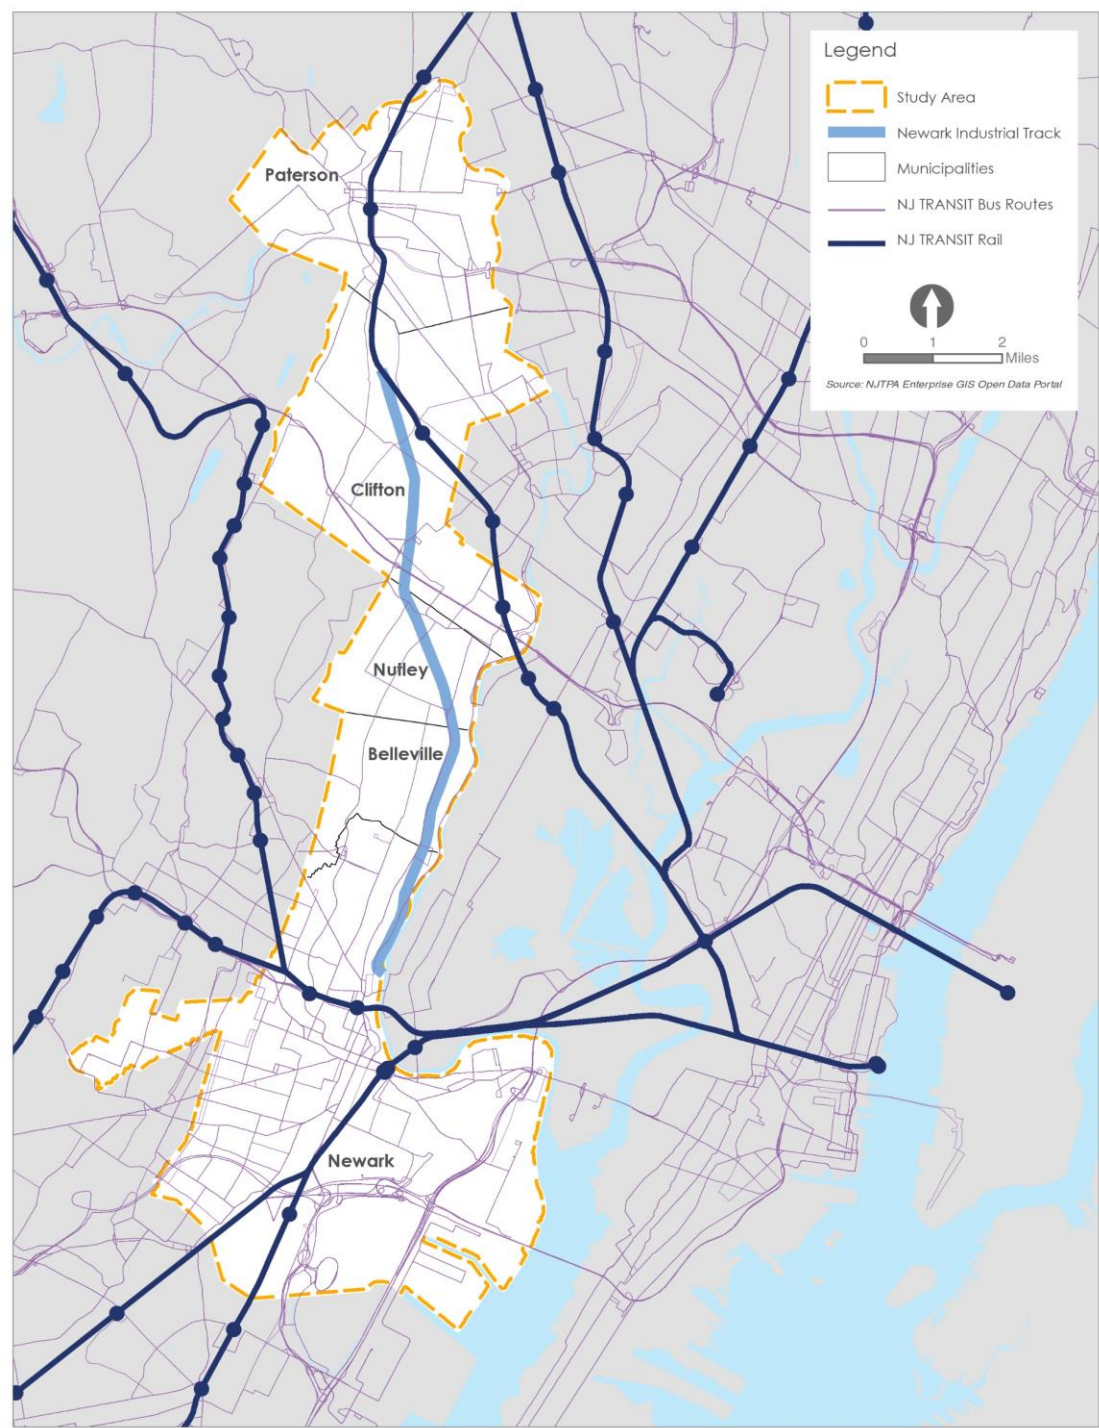 Legend
Study Area
Newark Industrial Track
Municipalities
NJ TRANSIT Bus Routes
NJ TRANSIT Rail
0 1 2
Miles
Source: NJTPA Enterprise GIS Open Data Portal
Paterson
Clifton
Nutley
Belleville
Newark